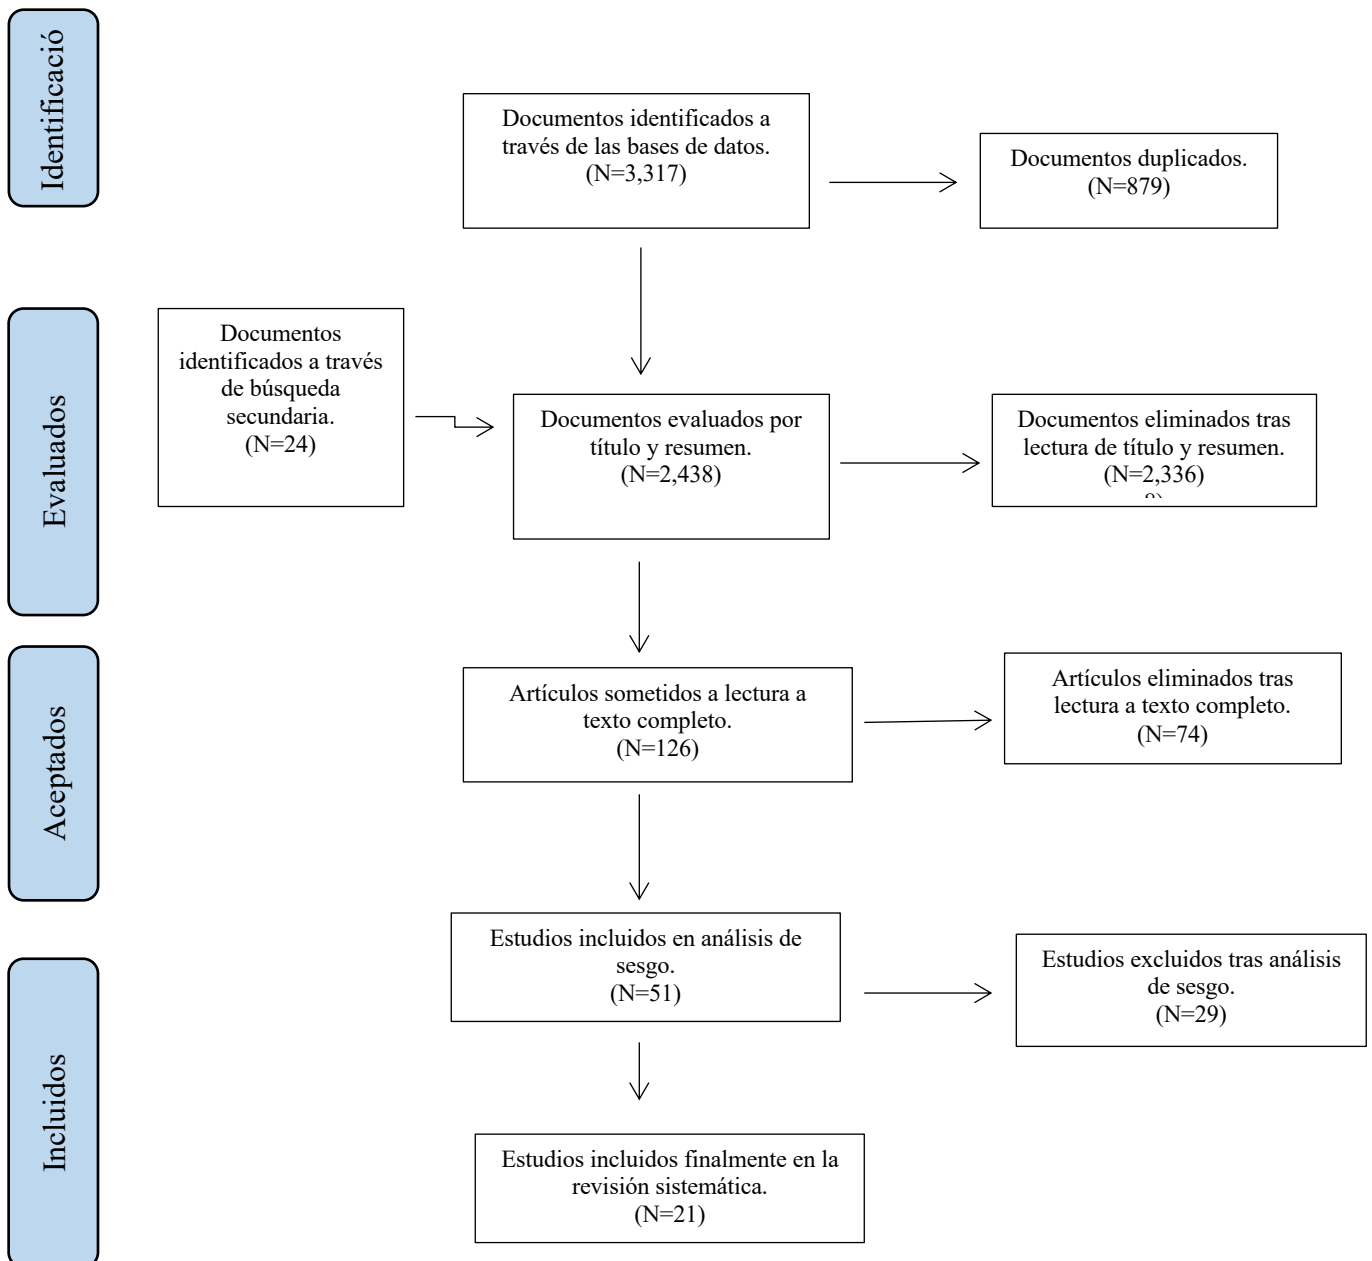 Identificació
Documentos identificados a
través de las bases de datos.
(N=3,317)
Documentos duplicados.
(N=879)
Evaluados
Documentos
identificados a través
de búsqueda
secundaria.
(N=24)
Documentos evaluados por
título y resumen.
(N=2,438)
Documentos eliminados tras
lectura de título y resumen.
(N=2,336)
Aceptados
Artículos sometidos a lectura a
texto completo.
(N=126)
Artículos eliminados tras
lectura a texto completo.
(N=74)
Incluidos
Estudios incluidos en análisis de
sesgo.
(N=51)
Estudios excluidos tras análisis
de sesgo.
(N=29)
Estudios incluidos finalmente en la
revisión sistemática.
(N=21)